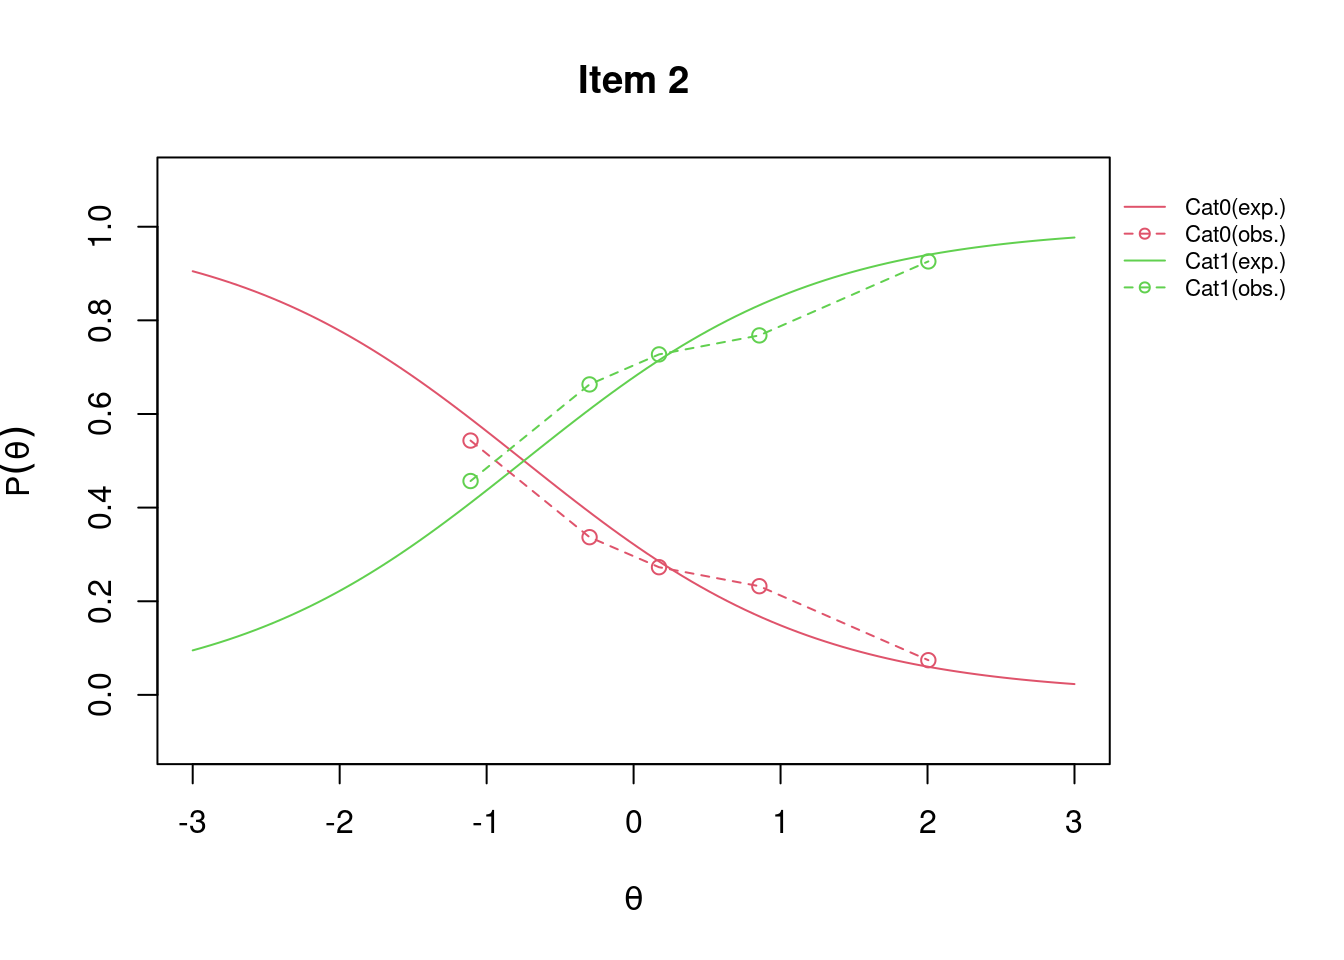 Item 2
P(θ)
1.0
0.8
0.6
0.4
0.2
0.0
-3 -2 -1 0 1 2 3
θ
Cat0(exp.)
Cat0(obs.)
Cat1(exp.)
Cat1(obs.)